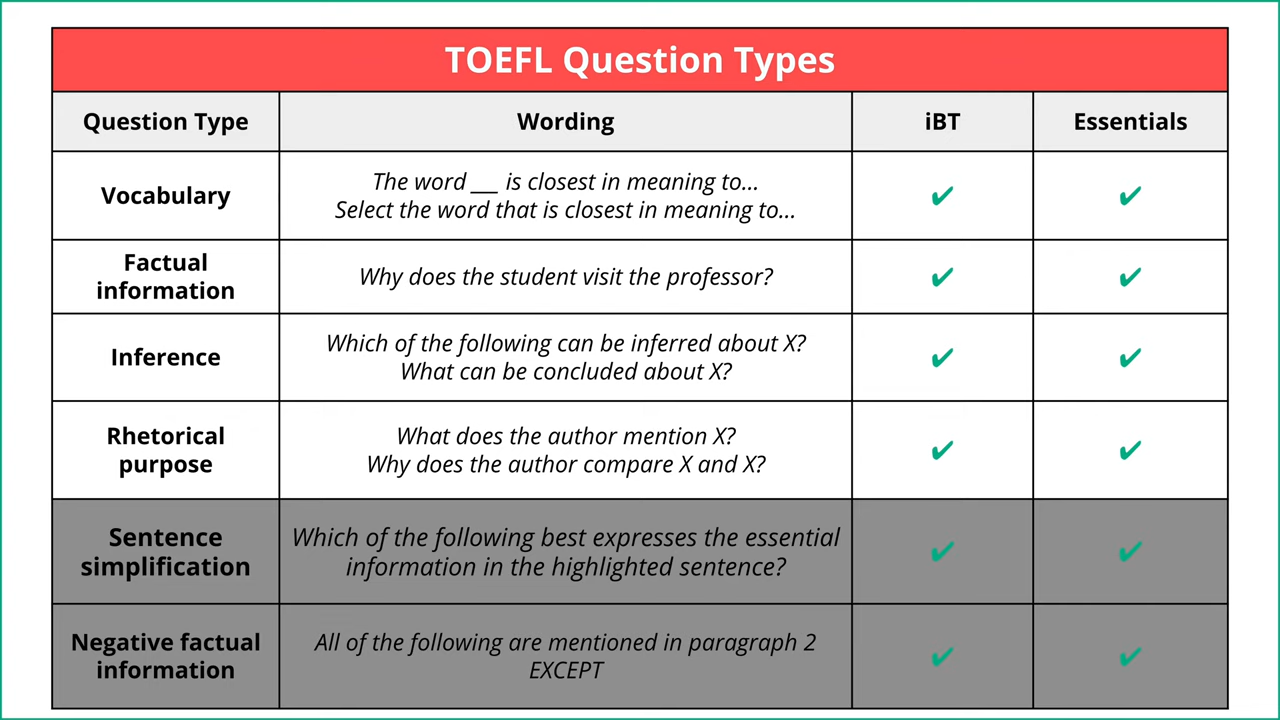 TOEFL Question Types
Question Type Wording iBT Essentials
Vocabulary
The word ___ is closest in meaning to...
Select the word that is closest in meaning to...
✔ ✔
Factual
information
Why does the student visit the professor?
✔ ✔
Inference
Which of the following can be inferred about X?
What can be concluded about X?
✔ ✔
Rhetorical
purpose
What does the author mention X?
Why does the author compare X and X?
✔ ✔
Sentence
simplification
Which of the following best expresses the essential
information in the highlighted sentence?
✔ ✔
Negative factual
information
All of the following are mentioned in paragraph 2
EXCEPT
✔ ✔